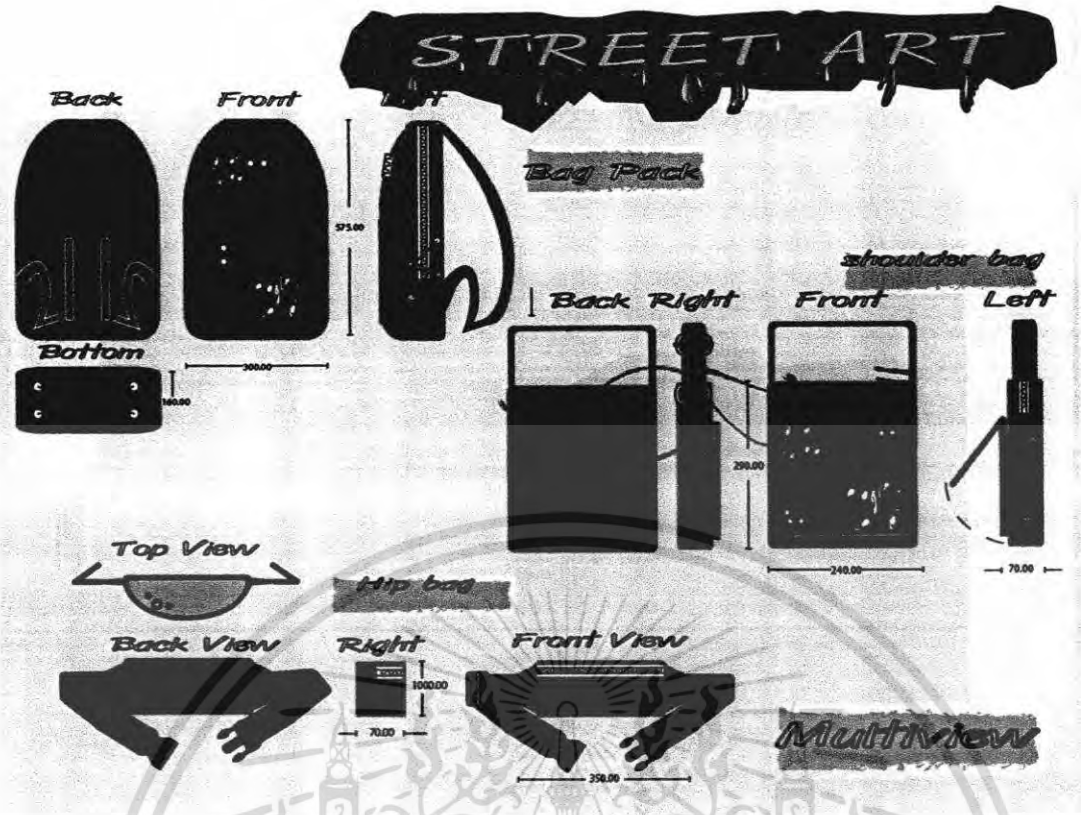 STREET ART
Back Front Left
Bag Pack
575.00
300.00
Bottom
160.00
shoulder bag
Back Right Front Left
290.00
240.00
70.00
Top View
Hip bag
Back View Right Front View
1000.00
70.00
350.00
Multiview